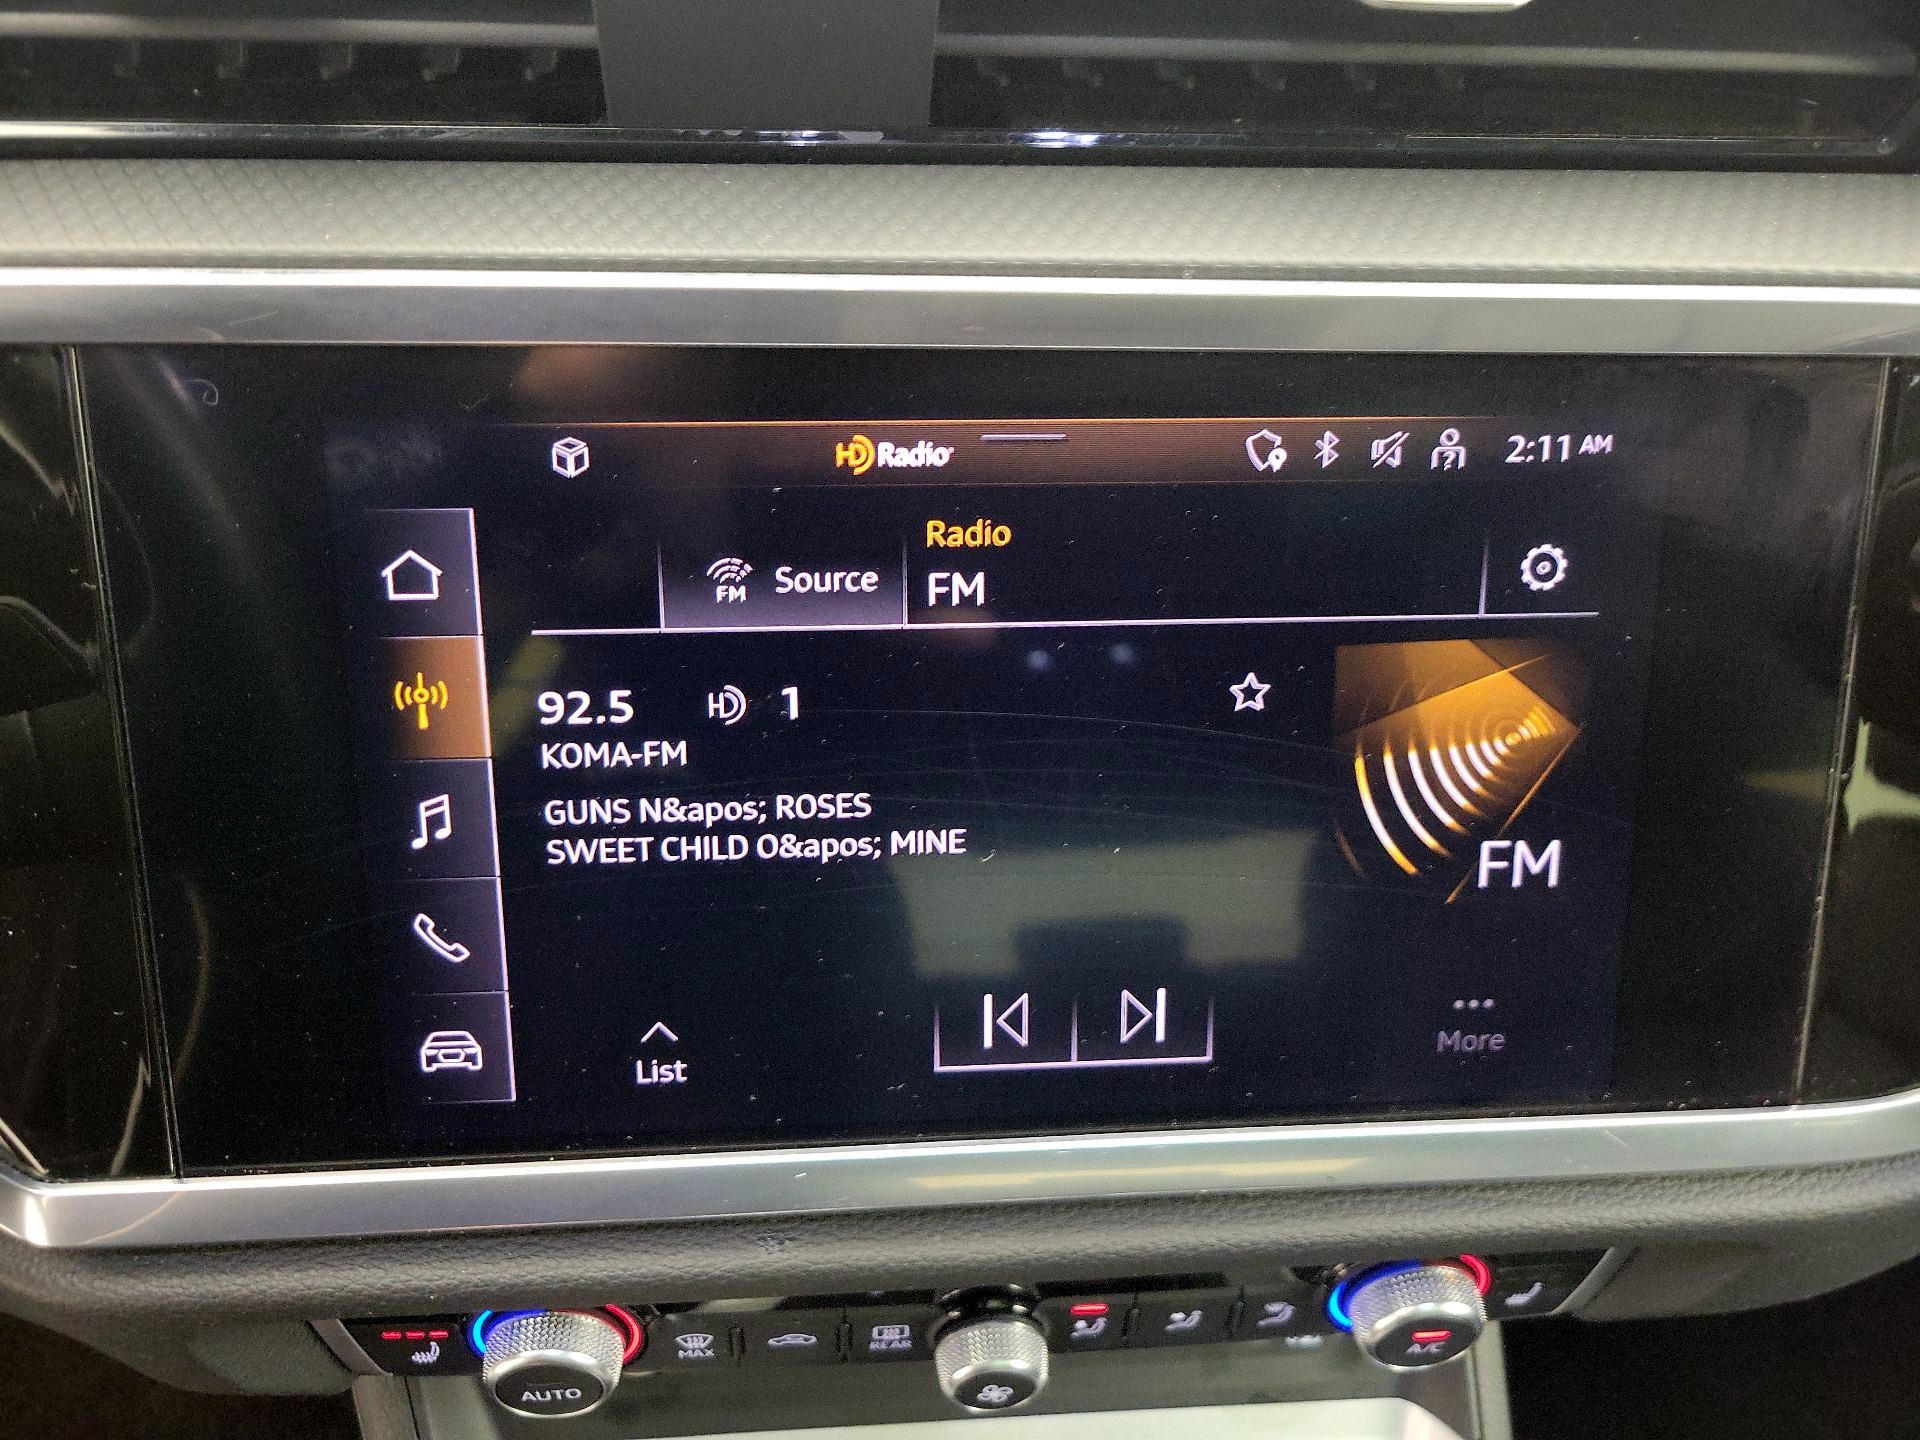 HD Radio
2:11 AM
Radio
FM
Source
FM
92.5 HD 1
KOMA-FM
GUNS N&apos; ROSES
SWEET CHILD O&apos; MINE
FM
List
More
MAX
REAR
A/C
AUTO